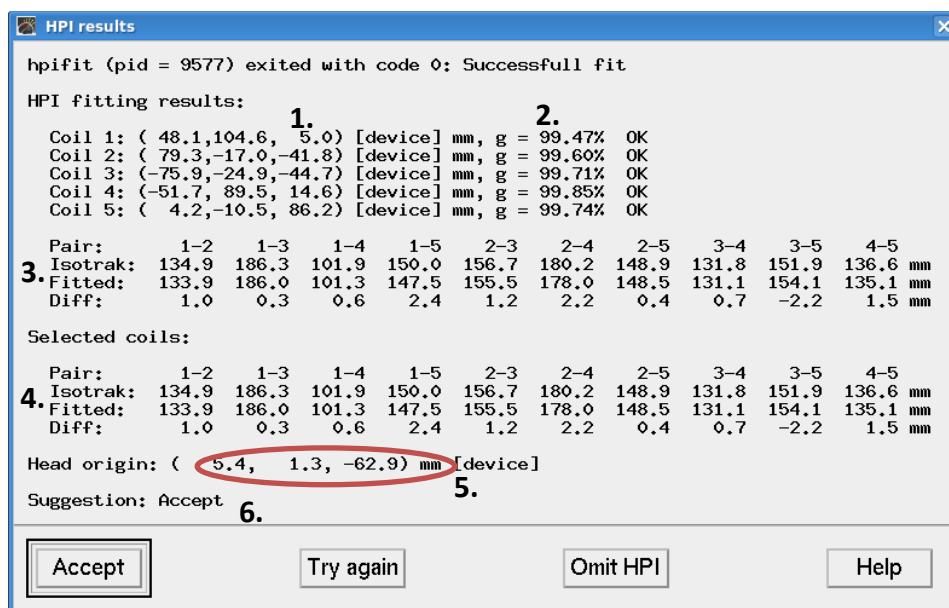 HPI results
hpifit (pid = 9577) exited with code 0: Successfull fit
HPI fitting results:
1. 2.
Coil 1: ( 48.1,104.6, 5.0) [device] mm, g = 99.47% OK
Coil 2: ( 79.3,-17.0,-41.8) [device] mm, g = 99.60% OK
Coil 3: (-75.9,-24.9,-44.7) [device] mm, g = 99.71% OK
Coil 4: (-51.7, 89.5, 14.6) [device] mm, g = 99.85% OK
Coil 5: ( 4.2,-10.5, 86.2) [device] mm, g = 99.74% OK
Pair: 1-2 1-3 1-4 1-5 2-3 2-4 2-5 3-4 3-5 4-5
3. Isotrak: 134.9 186.3 101.9 150.0 156.7 180.2 148.9 131.8 151.9 136.6 mm
Fitted: 133.9 186.0 101.3 147.5 155.5 178.0 148.5 131.1 154.1 135.1 mm
Diff: 1.0 0.3 0.6 2.4 1.2 2.2 0.4 0.7 -2.2 1.5 mm
Selected coils:
Pair: 1-2 1-3 1-4 1-5 2-3 2-4 2-5 3-4 3-5 4-5
4. Isotrak: 134.9 186.3 101.9 150.0 156.7 180.2 148.9 131.8 151.9 136.6 mm
Fitted: 133.9 186.0 101.3 147.5 155.5 178.0 148.5 131.1 154.1 135.1 mm
Diff: 1.0 0.3 0.6 2.4 1.2 2.2 0.4 0.7 -2.2 1.5 mm
Head origin: ( 5.4, 1.3, -62.9) mm [device]
5.
Suggestion: Accept
6.
Accept Try again Omit HPI Help